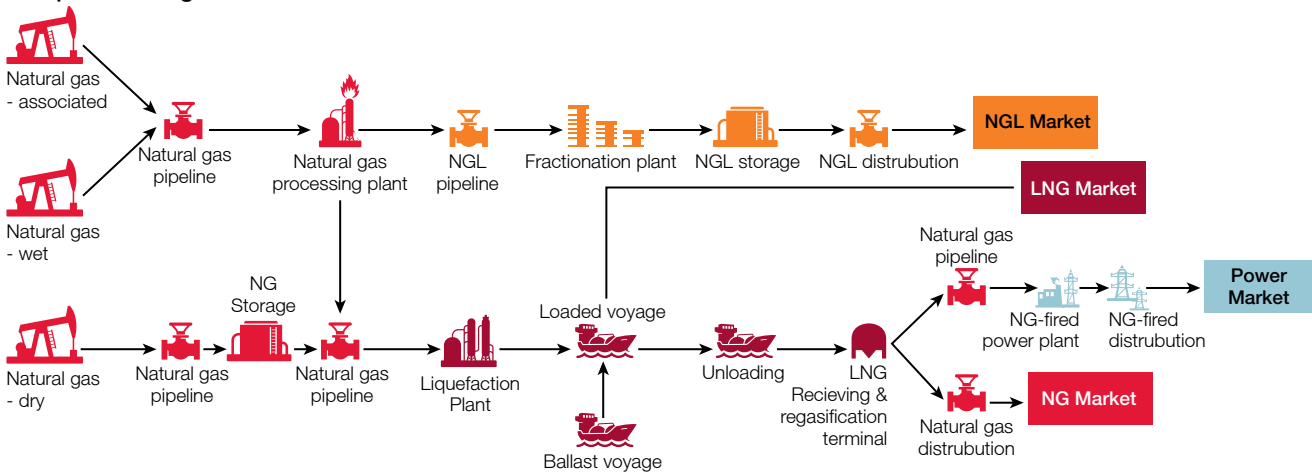 Natural gas
- associated
Natural gas
pipeline
Natural gas
processing plant
NGL
pipeline
Fractionation plant
NGL storage
NGL distrubution
NGL Market
LNG Market
Natural gas
- wet
Natural gas
pipeline
NG
Storage
Loaded voyage
Power
Market
NG-fired
power plant
NG-fired
distrubution
Natural gas
- dry
Natural gas
pipeline
Natural gas
pipeline
Liquefaction
Plant
Unloading
LNG
Recieving &
regasification
terminal
NG Market
Natural gas
distrubution
Ballast voyage